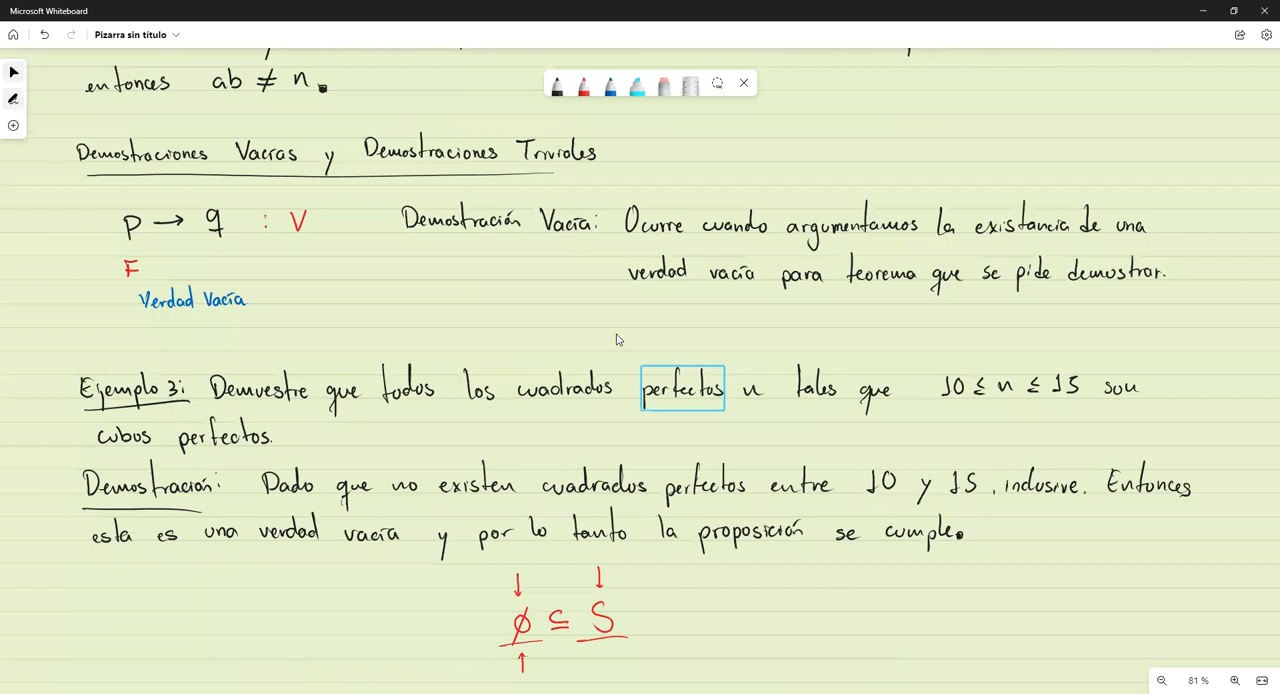 Microsoft Whiteboard
Pizarra sin título
entonces ab ≠ n.
Demostraciones Vacías y Demostraciones Triviales
p → q : V
F
Verdad Vacía
Demostración Vacía: Ocurre cuando argumentamos la existancia de una
verdad vacía para teorema que se pide demostrar.
Ejemplo 3: Demuestre que todos los cuadrados perfectos n tales que 10 ≤ n ≤ 15 son
cubos perfectos.
Demostración: Dado que no existen cuadrados perfectos entre 10 y 15, inclusive. Entonces
esta es una verdad vacía y por lo tanto la proposición se cumple.
∅ ⊆ S
81 %